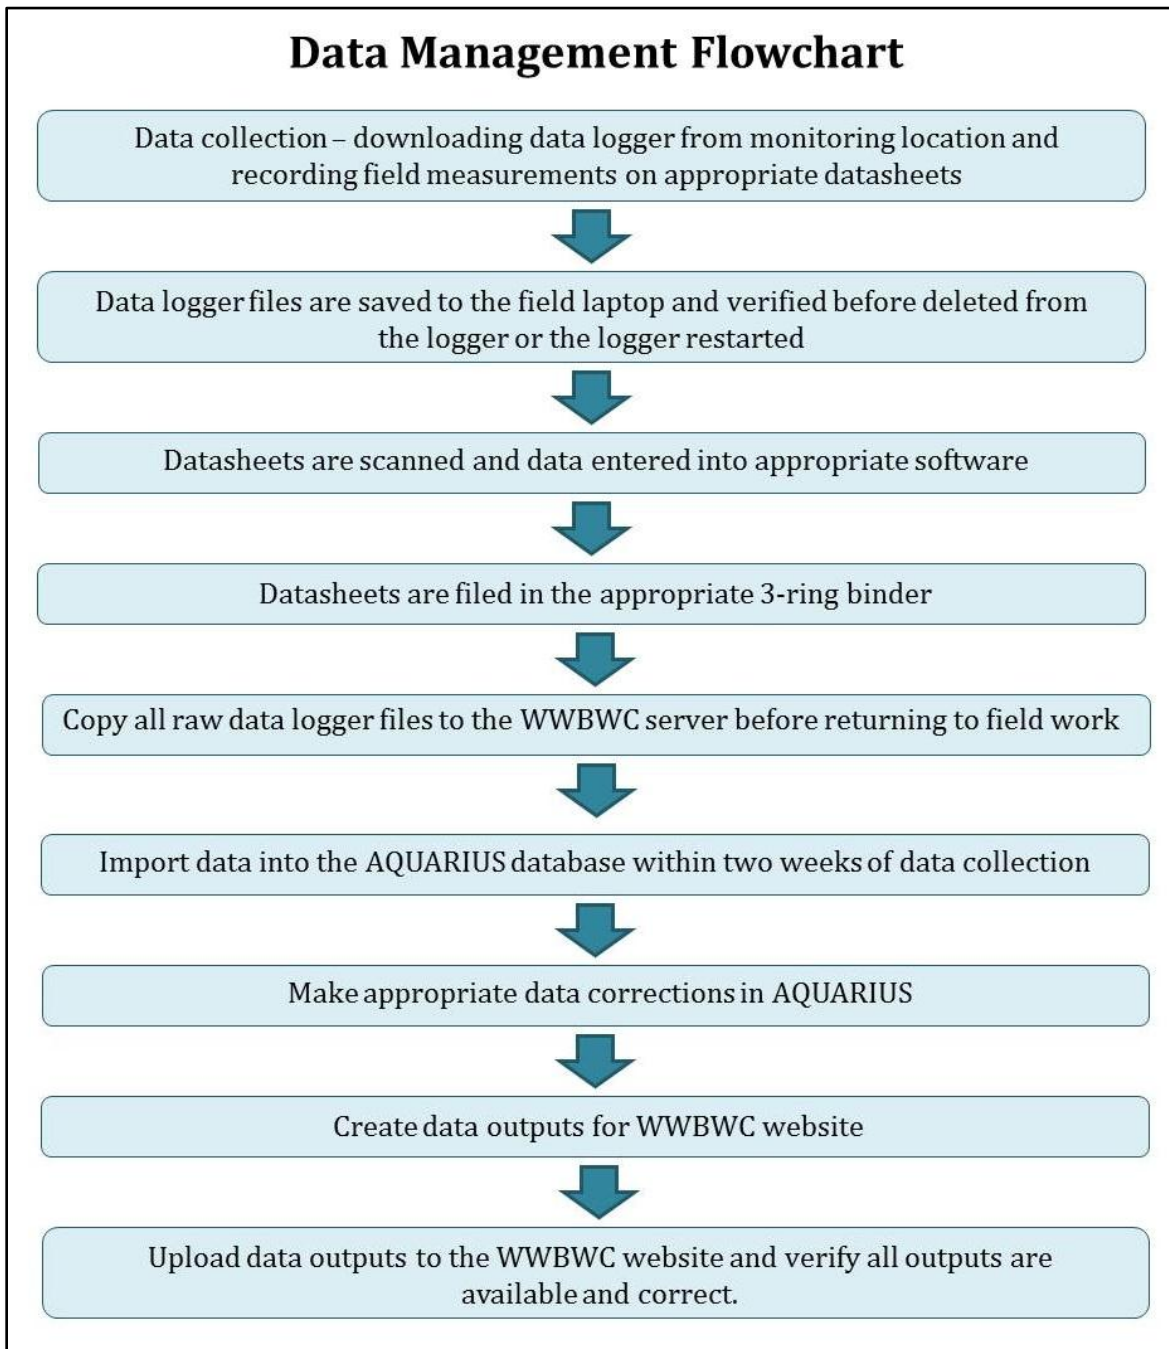 Data Management Flowchart
Data collection – downloading data logger from monitoring location and
recording field measurements on appropriate datasheets
Data logger files are saved to the field laptop and verified before deleted from
the logger or the logger restarted
Datasheets are scanned and data entered into appropriate software
Datasheets are filed in the appropriate 3-ring binder
Copy all raw data logger files to the WWBWC server before returning to field work
Import data into the AQUARIUS database within two weeks of data collection
Make appropriate data corrections in AQUARIUS
Create data outputs for WWBWC website
Upload data outputs to the WWBWC website and verify all outputs are
available and correct.